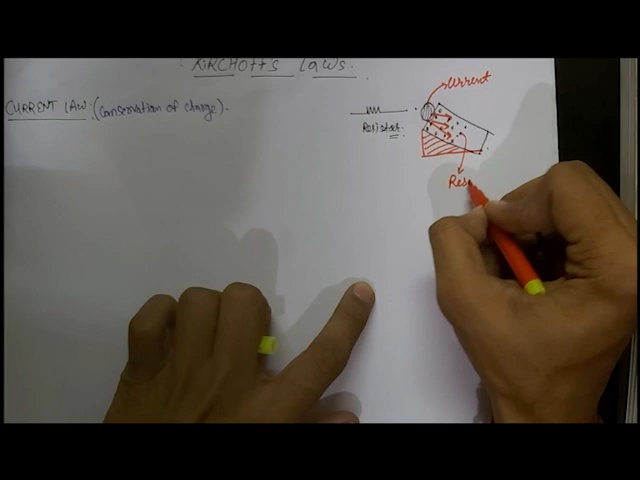 KIRCHOFFS LAWS.
CURRENT LAW: (Conservation of charge).
current
Resistor.
Res